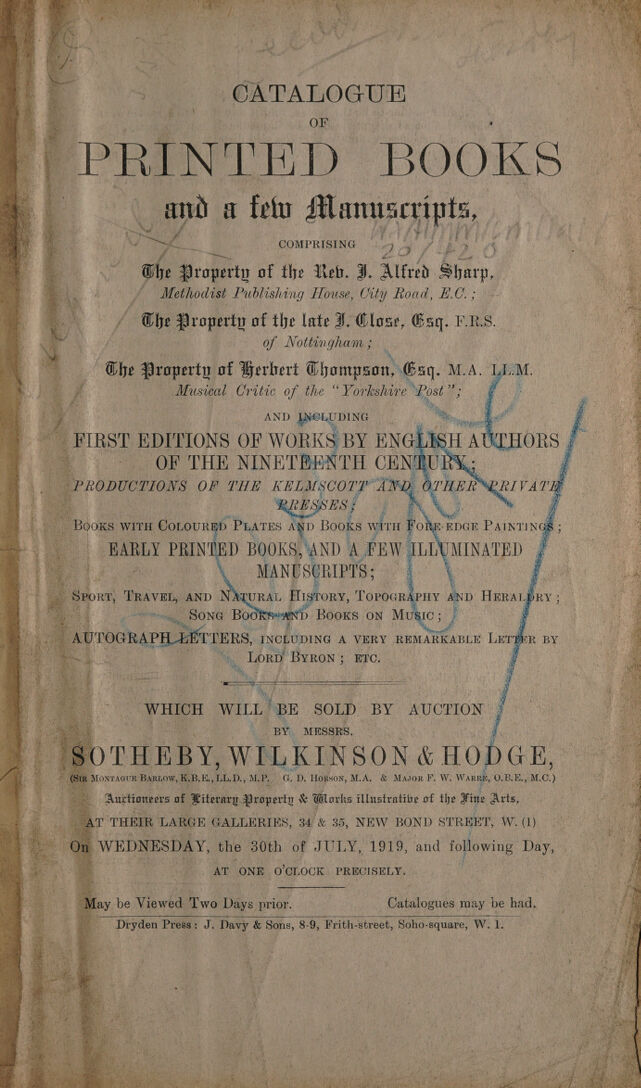 CATALOGUE
OF
PRINTED BOOKS
and a few Manuscripts,
COMPRISING
The Property of the Rev. J. Alfred Sharp,
Methodist Publishing House, City Road, E.C.;
The Property of the late J. Close, Esq. F.R.S.
of Nottingham;
The Property of Herbert Thompson, Esq. M.A. LL.M.
Musical Critic of the "Yorkshire Post";
AND INCLUDING
FIRST EDITIONS OF WORKS BY ENGLISH AUTHORS
OF THE NINETEENTH CENTURY;
PRODUCTIONS OF THE KELMSCOTT AND OTHER PRIVATE
PRESSES;
BOOKS WITH COLOURED PLATES AND BOOKS WITH FORE-EDGE PAINTINGS;
EARLY PRINTED BOOKS, AND A FEW ILLUMINATED
MANUSCRIPTS;
SPORT, TRAVEL, AND NATURAL HISTORY, TOPOGRAPHY AND HERALDRY;
SONG BOOKS AND BOOKS ON MUSIC;
AUTOGRAPH LETTERS, INCLUDING A VERY REMARKABLE LETTER BY
LORD BYRON; ETC.
WHICH WILL BE SOLD BY AUCTION
BY MESSRS.
SOTHEBY, WILKINSON & HODGE,
(SIR MONTAGUE BARLOW, K.B.E., LL.D., M.P. G. D. HOBSON, M.A. & MAJOR F. W. WARRE, O.B.E., M.C.)
Auctioneers of Literary Property & Works illustrative of the Fine Arts,
AT THEIR LARGE GALLERIES, 34 & 35, NEW BOND STREET, W. (1)
On WEDNESDAY, the 30th of JULY, 1919, and following Day,
AT ONE O'CLOCK PRECISELY.
May be Viewed Two Days prior. Catalogues may be had.
Dryden Press: J. Davy & Sons, 8-9, Frith-street, Soho-square, W. 1.